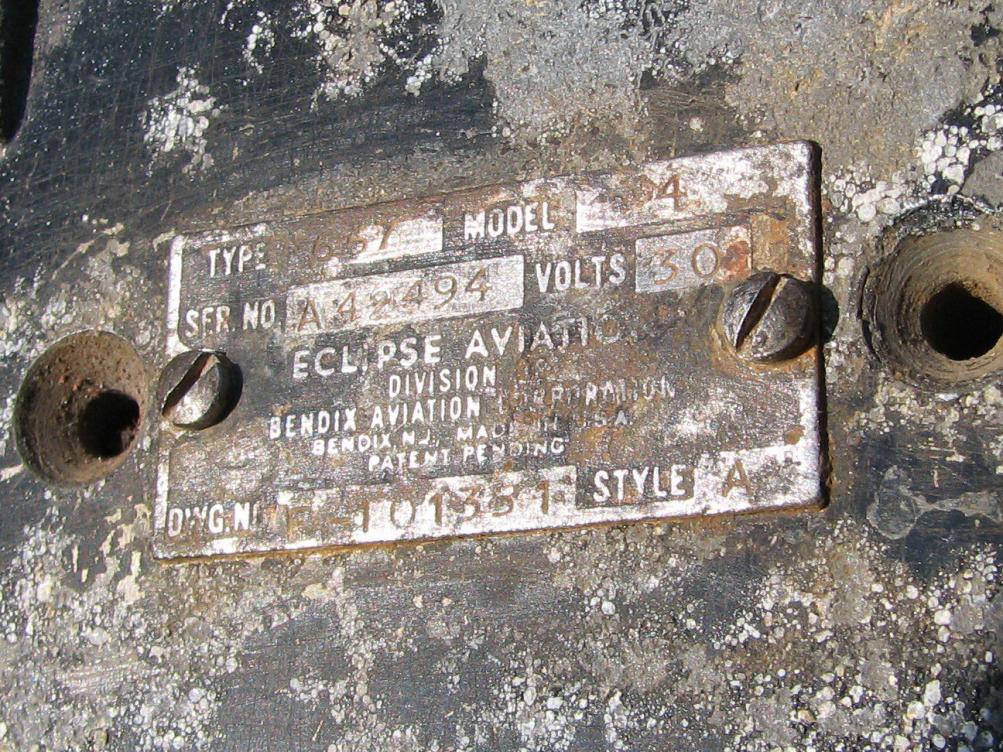 TYPE MODEL
SER. NO. A42494 VOLTS 30
ECLIPSE AVIATION
DIVISION
BENDIX AVIATION CORPORATION
BENDIX, N.J., MADE IN U.S.A.
PATENT PENDING
DWG.NO. STYLE A